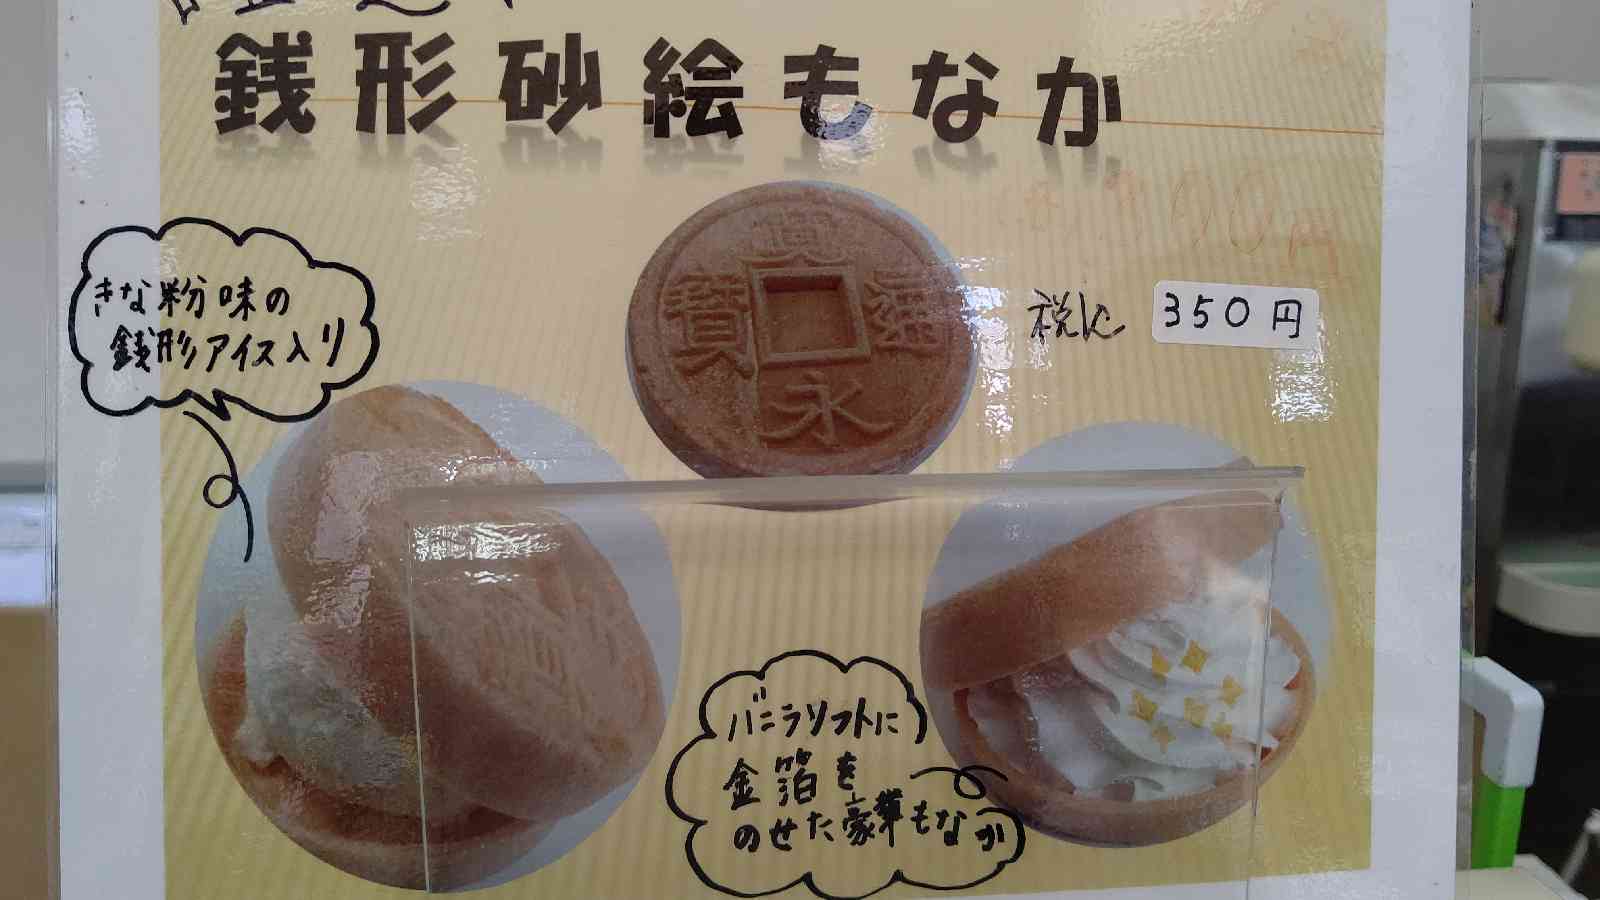 銭形砂絵もなか
寛
寳 通
永
税込 350円
きな粉味の
銭形アイス入り
バニラソフトに
金箔を
のせた豪華もなか